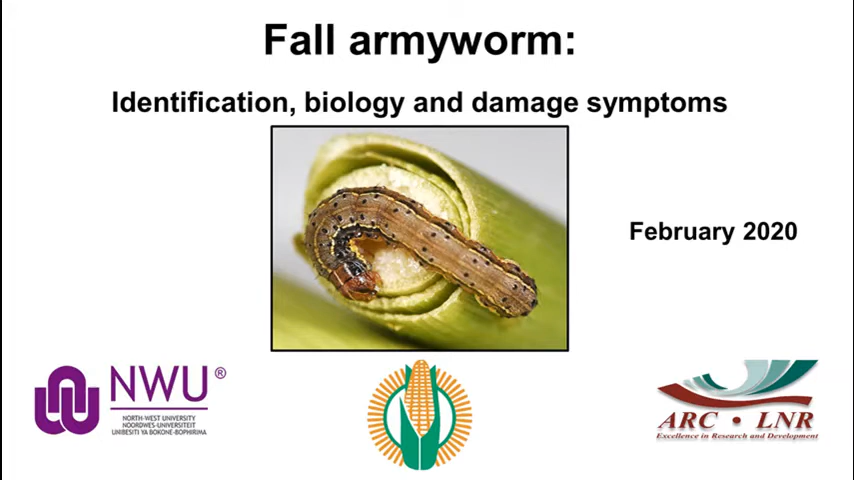 Fall armyworm:
Identification, biology and damage symptoms
February 2020
NWU®
NORTH-WEST UNIVERSITY
NOORDWES-UNIVERSITEIT
UNIBESITI YA BOKONE-BOPHIRIMA
ARC • LNR
Excellence in Research and Development